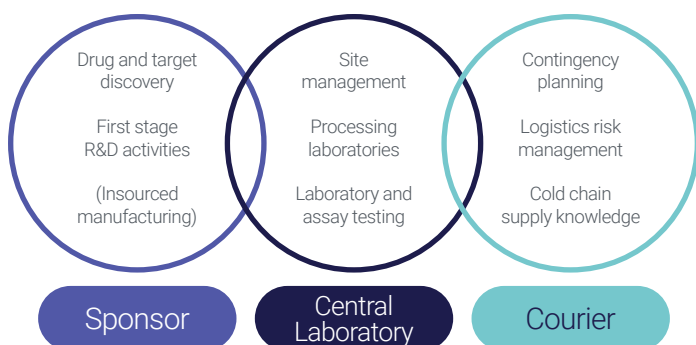 Drug and target
discovery
First stage
R&D activities
(Insourced
manufacturing)
Site
management
Processing
laboratories
Laboratory and
assay testing
Contingency
planning
Logistics risk
management
Cold chain
supply knowledge
Sponsor
Central
Laboratory
Courier